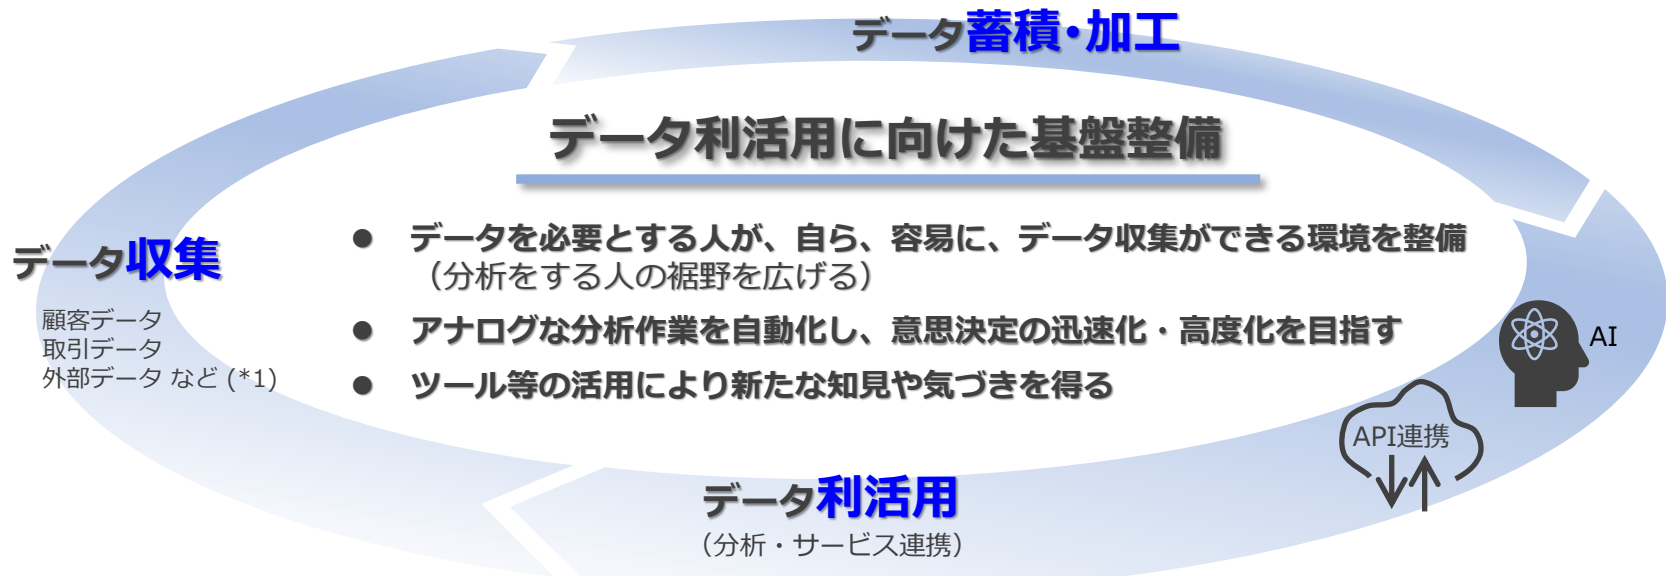 データ蓄積・加工
データ利活用に向けた基盤整備
データ収集
顧客データ
取引データ
外部データ など (*1)
● データを必要とする人が、自ら、容易に、データ収集ができる環境を整備
（分析をする人の裾野を広げる）
● アナログな分析作業を自動化し、意思決定の迅速化・高度化を目指す
● ツール等の活用により新たな知見や気づきを得る
AI
API連携
データ利活用
（分析・サービス連携）